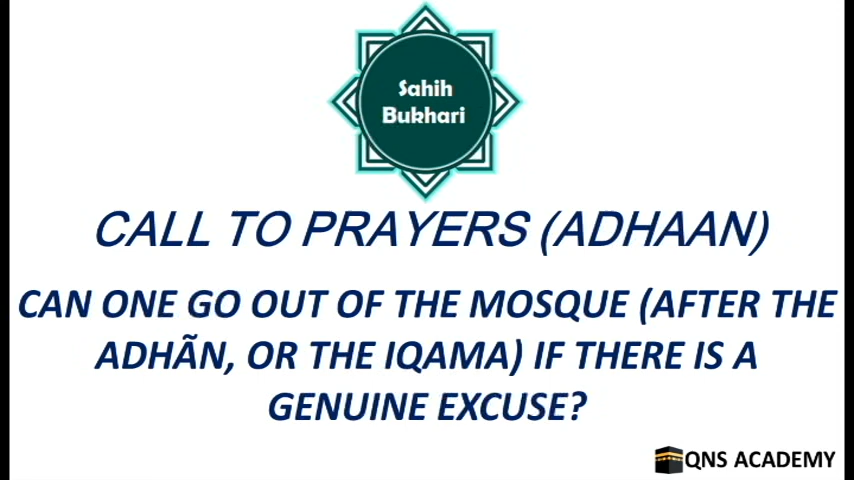 Sahih
Bukhari
CALL TO PRAYERS (ADHAAN)
CAN ONE GO OUT OF THE MOSQUE (AFTER THE
ADHÃN, OR THE IQAMA) IF THERE IS A
GENUINE EXCUSE?
QNS ACADEMY